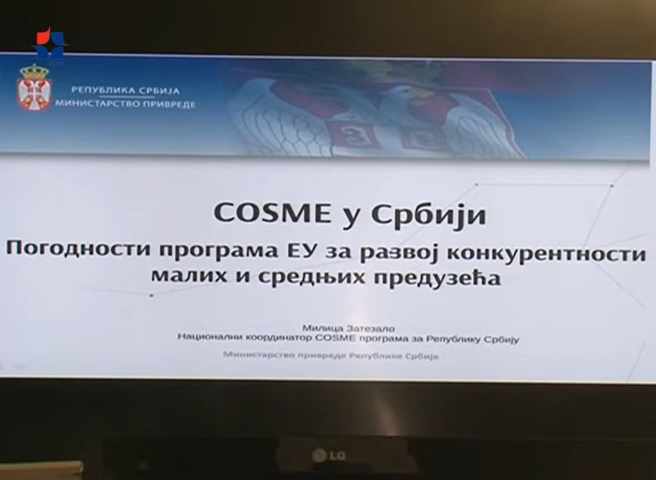 РЕПУБЛИКА СРБИЈА
МИНИСТАРСТВО ПРИВРЕДЕ
COSME у Србији
Погодности програма ЕУ за развој конкурентности
малих и средњих предузећа
Милица Затезало
Национални координатор COSME програма за Републику Србију
Министарство привреде Републике Србије
LG